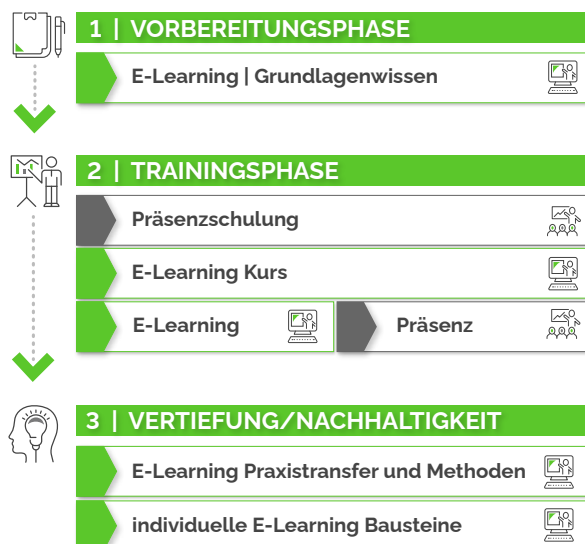 1 | VORBEREITUNGSPHASE
E-Learning | Grundlagenwissen
2 | TRAININGSPHASE
Präsenzschulung
E-Learning Kurs
E-Learning
Präsenz
3 | VERTIEFUNG/NACHHALTIGKEIT
E-Learning Praxistransfer und Methoden
individuelle E-Learning Bausteine